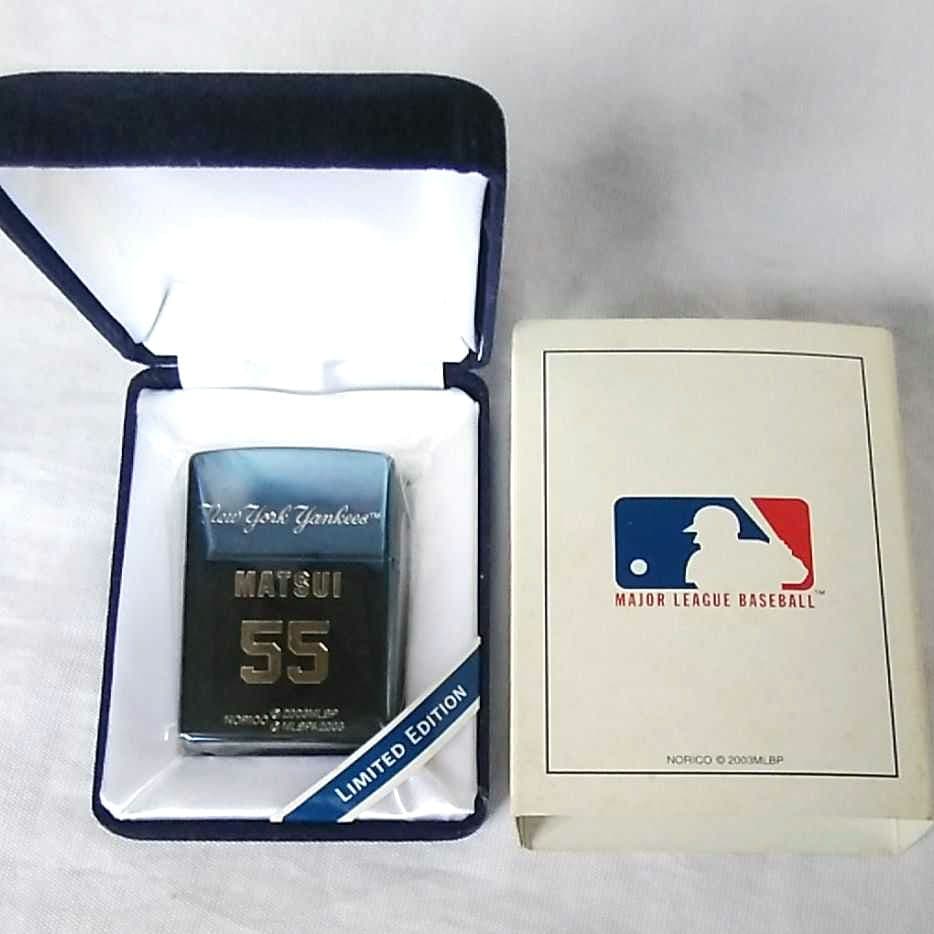 New York Yankees™
MATSUI
55
NORICO © 2003MLBP
© MLBPA2003
LIMITED EDITION
MAJOR LEAGUE BASEBALL™
NORICO © 2003MLBP